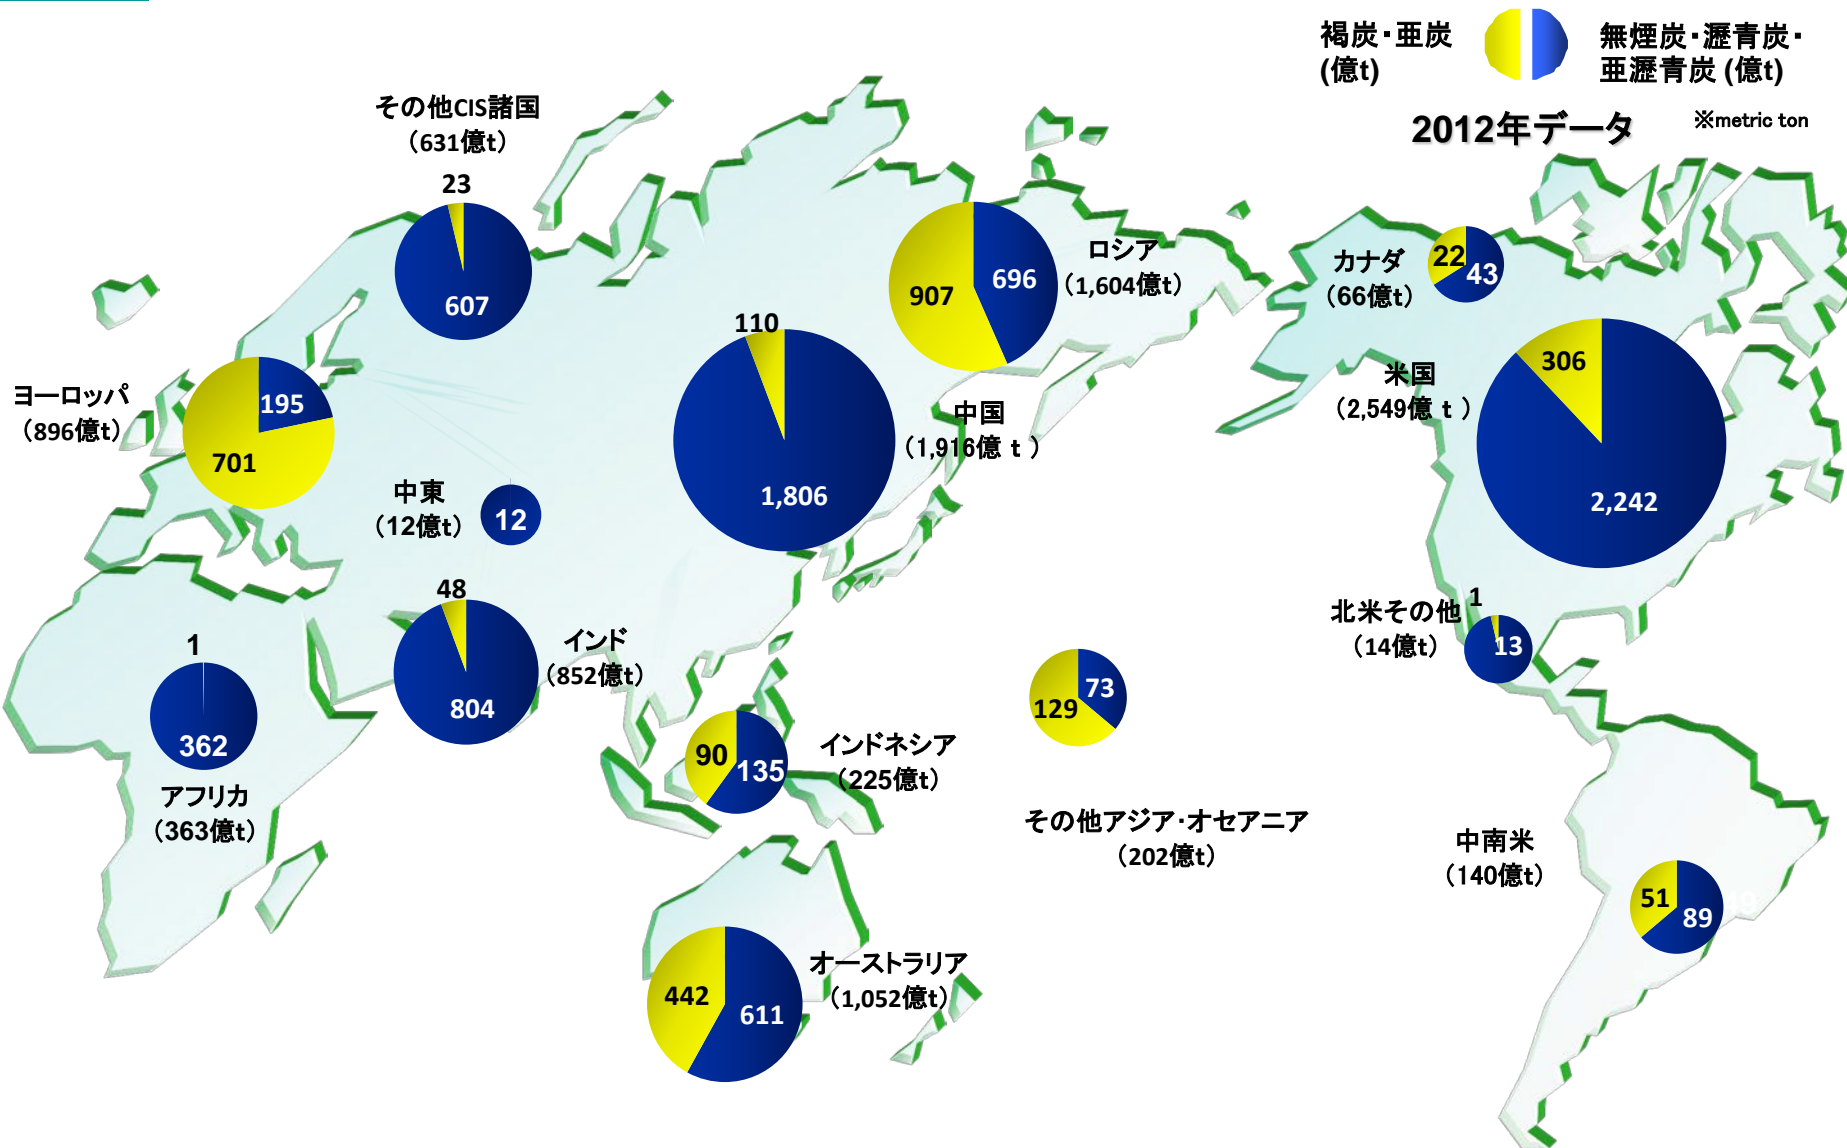 褐炭・亜炭
(億t)
無煙炭・瀝青炭・
亜瀝青炭 (億t)
2012年データ
※metric ton
その他CIS諸国
（631億t）
23
607
ロシア
（1,604億t）
907
696
カナダ
（66億t）
22
43
米国
（2,549億ｔ）
306
2,242
ヨーロッパ
（896億t）
195
701
中国
（1,916億ｔ）
110
1,806
中東
（12億t）
12
インド
（852億t）
48
804
北米その他
（14億t）
1
13
1
362
アフリカ
（363億t）
インドネシア
（225億t）
90
135
73
129
その他アジア・オセアニア
（202億t）
中南米
（140億t）
51
89
オーストラリア
（1,052億t）
442
611